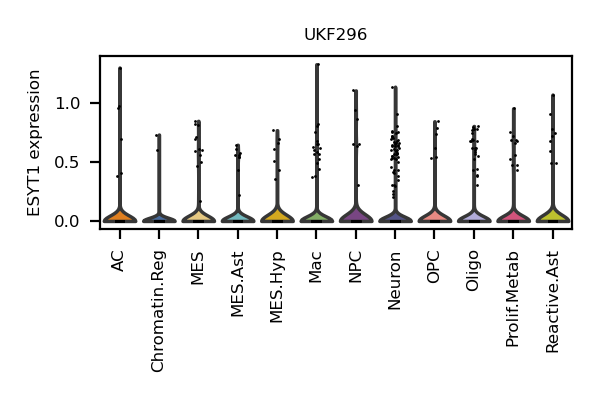 UKF296
ESYT1 expression
1.0
0.5
0.0
AC
Chromatin.Reg
MES
MES.Ast
MES.Hyp
Mac
NPC
Neuron
OPC
Oligo
Prolif.Metab
Reactive.Ast